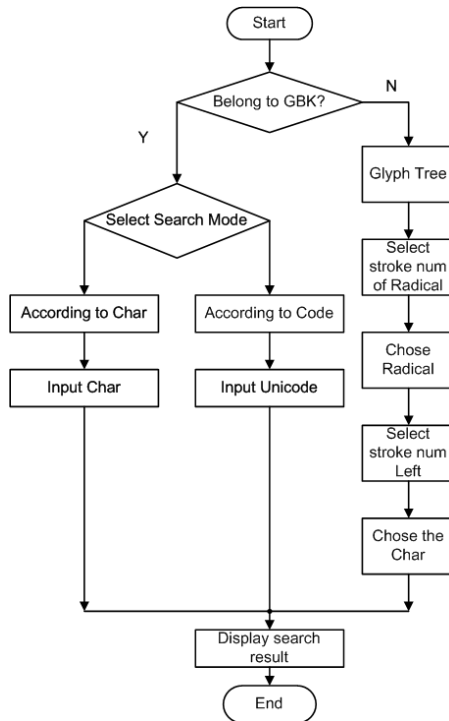 Start
Belong to GBK?
N
Y
Glyph Tree
Select Search Mode
Select
stroke num
of Radical
According to Char
According to Code
Chose
Radical
Input Char
Input Unicode
Select
stroke num
Left
Chose the
Char
Display search
result
End